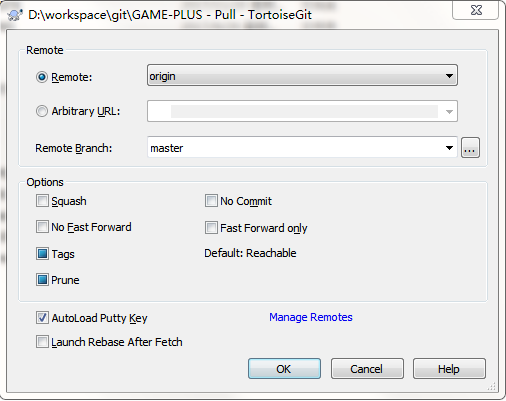 D:\workspace\git\GAME-PLUS - Pull - TortoiseGit
Remote
Remote:
origin
Arbitrary URL:
Remote Branch:
master
...
Options
Squash
No Commit
No Fast Forward
Fast Forward only
Tags
Default: Reachable
Prune
AutoLoad Putty Key
Manage Remotes
Launch Rebase After Fetch
OK
Cancel
Help